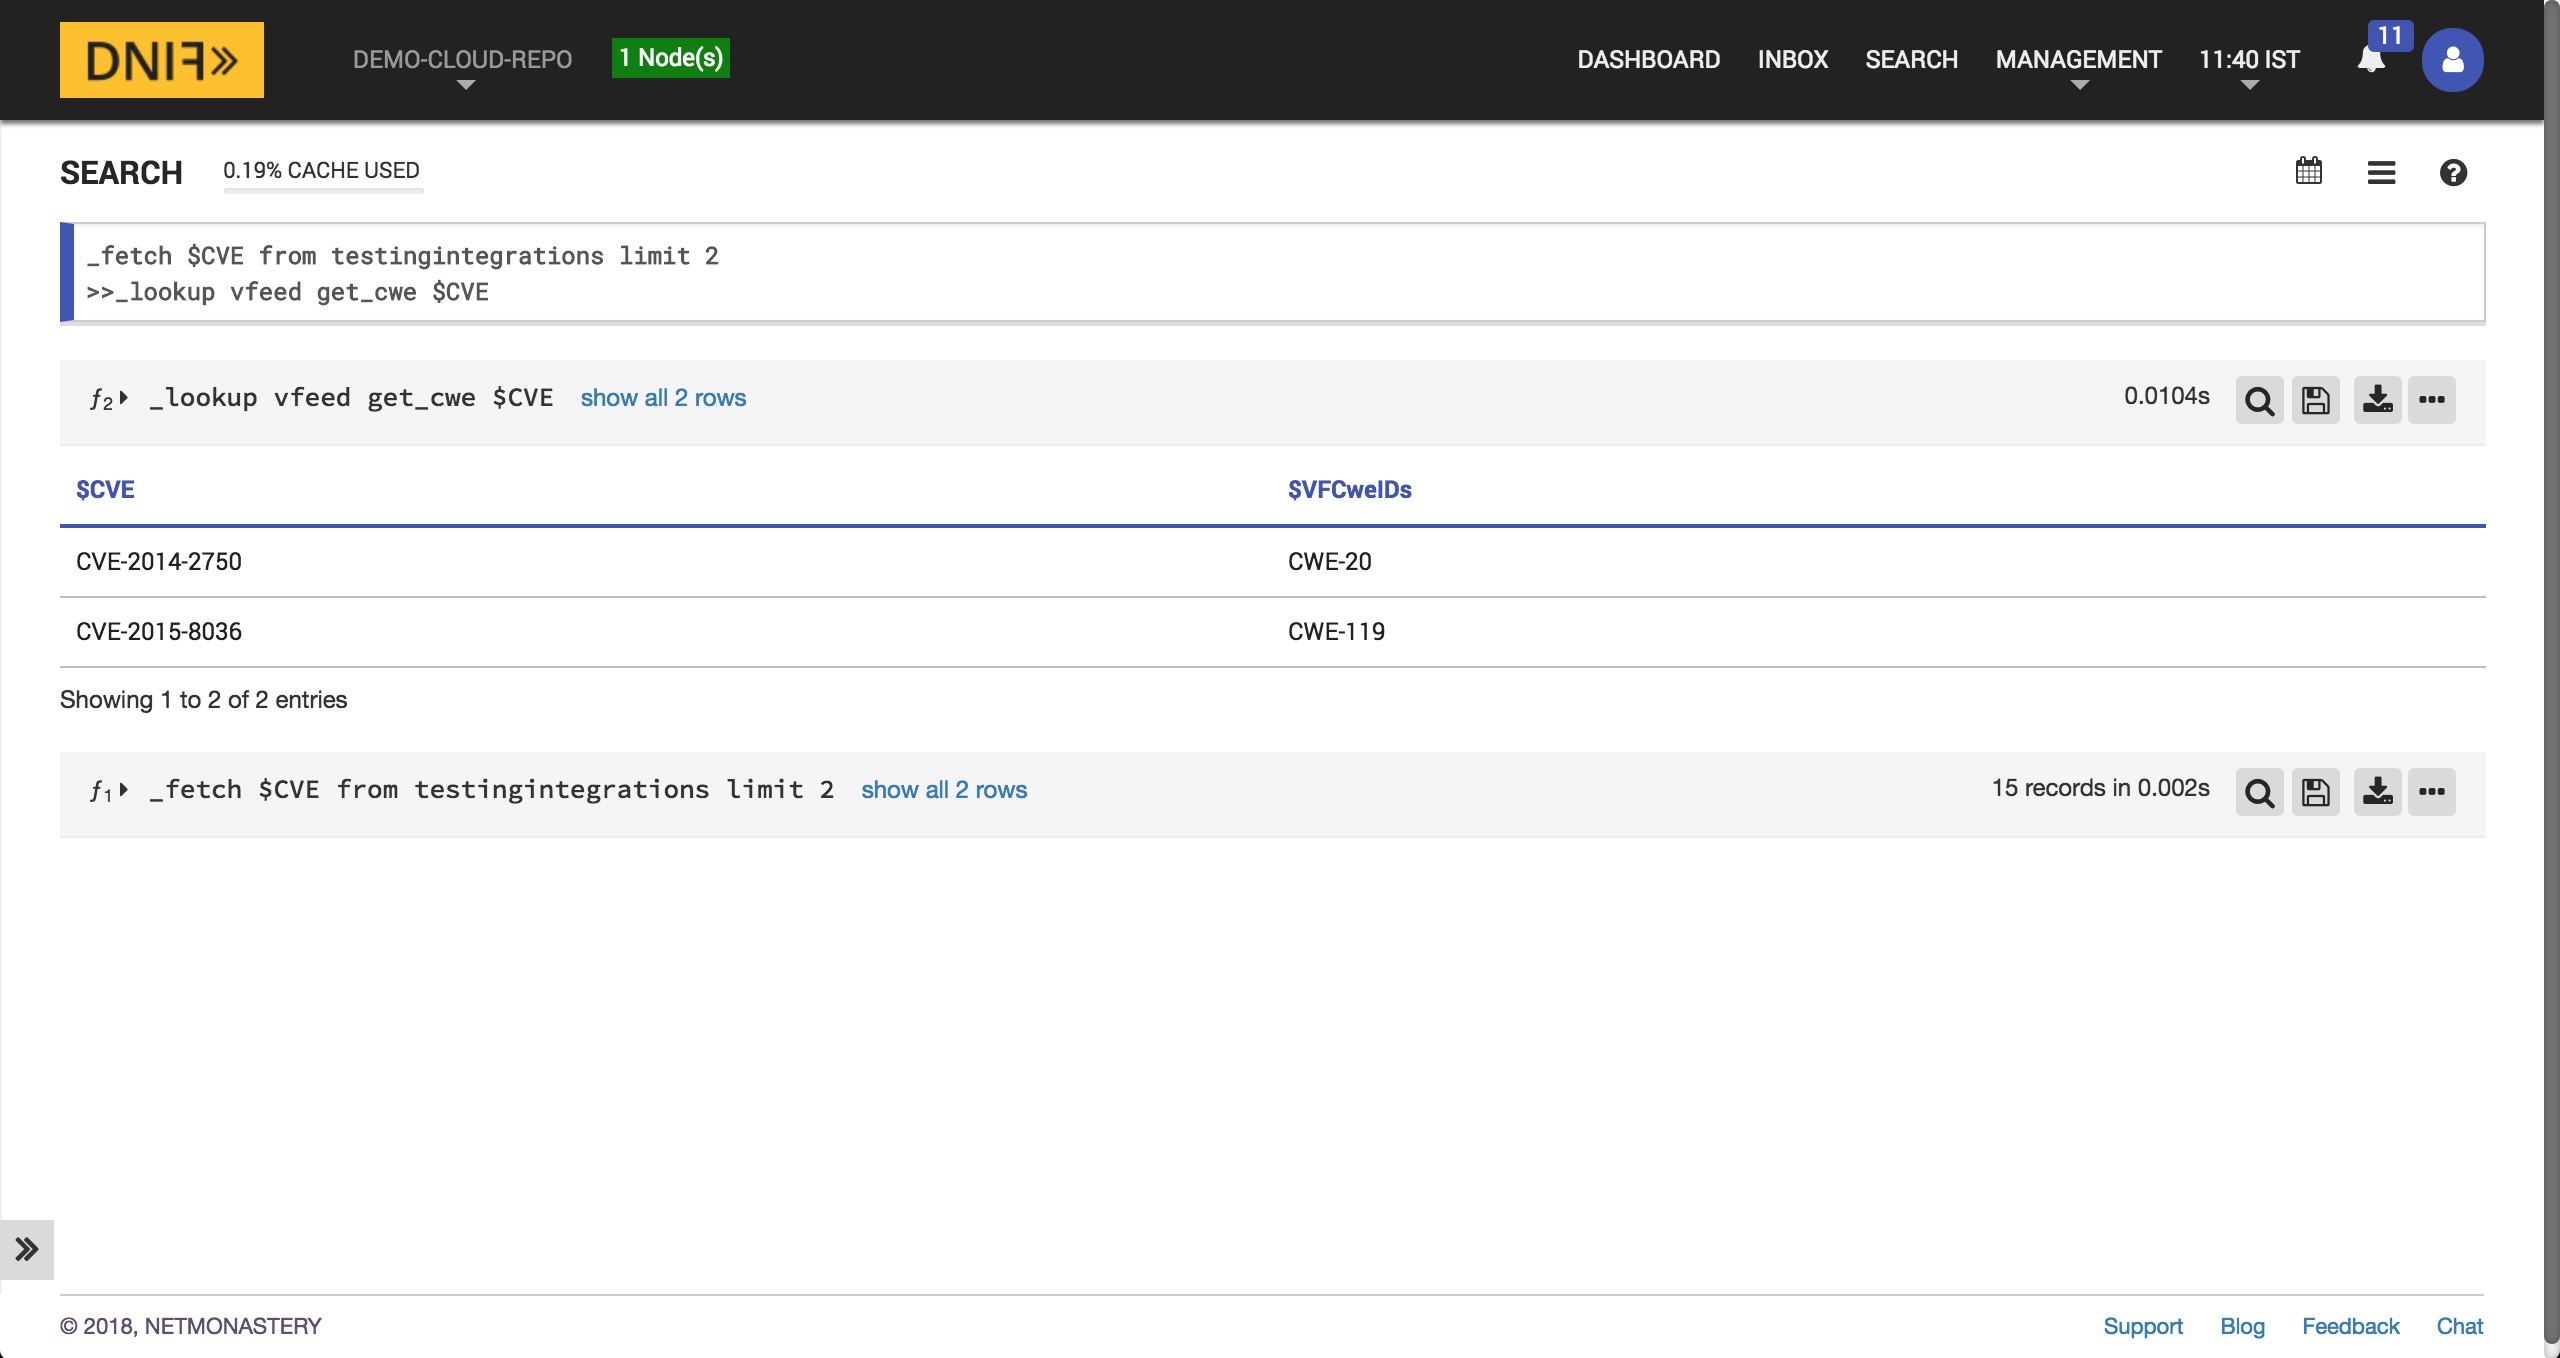 DNIF»
DEMO-CLOUD-REPO
1 Node(s)
DASHBOARD
INBOX
SEARCH
MANAGEMENT
11:40 IST
11
SEARCH
0.19% CACHE USED
_fetch $CVE from testingintegrations limit 2
>>_lookup vfeed get_cwe $CVE
ƒ2 _lookup vfeed get_cwe $CVE show all 2 rows
0.0104s
$CVE $VFCweIDs
CVE-2014-2750 CWE-20
CVE-2015-8036 CWE-119
Showing 1 to 2 of 2 entries
ƒ1 _fetch $CVE from testingintegrations limit 2 show all 2 rows
15 records in 0.002s
© 2018, NETMONASTERY
Support
Blog
Feedback
Chat